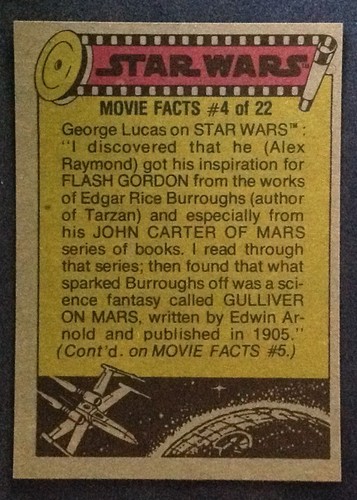 STAR WARS
MOVIE FACTS #4 of 22
George Lucas on STAR WARS™:
"I discovered that he (Alex
Raymond) got his inspiration for
FLASH GORDON from the works
of Edgar Rice Burroughs (author
of Tarzan) and especially from
his JOHN CARTER OF MARS
series of books. I read through
that series; then found that what
sparked Burroughs off was a sci-
ence fantasy called GULLIVER
ON MARS, written by Edwin Ar-
nold and published in 1905."
(Cont'd. on MOVIE FACTS #5.)